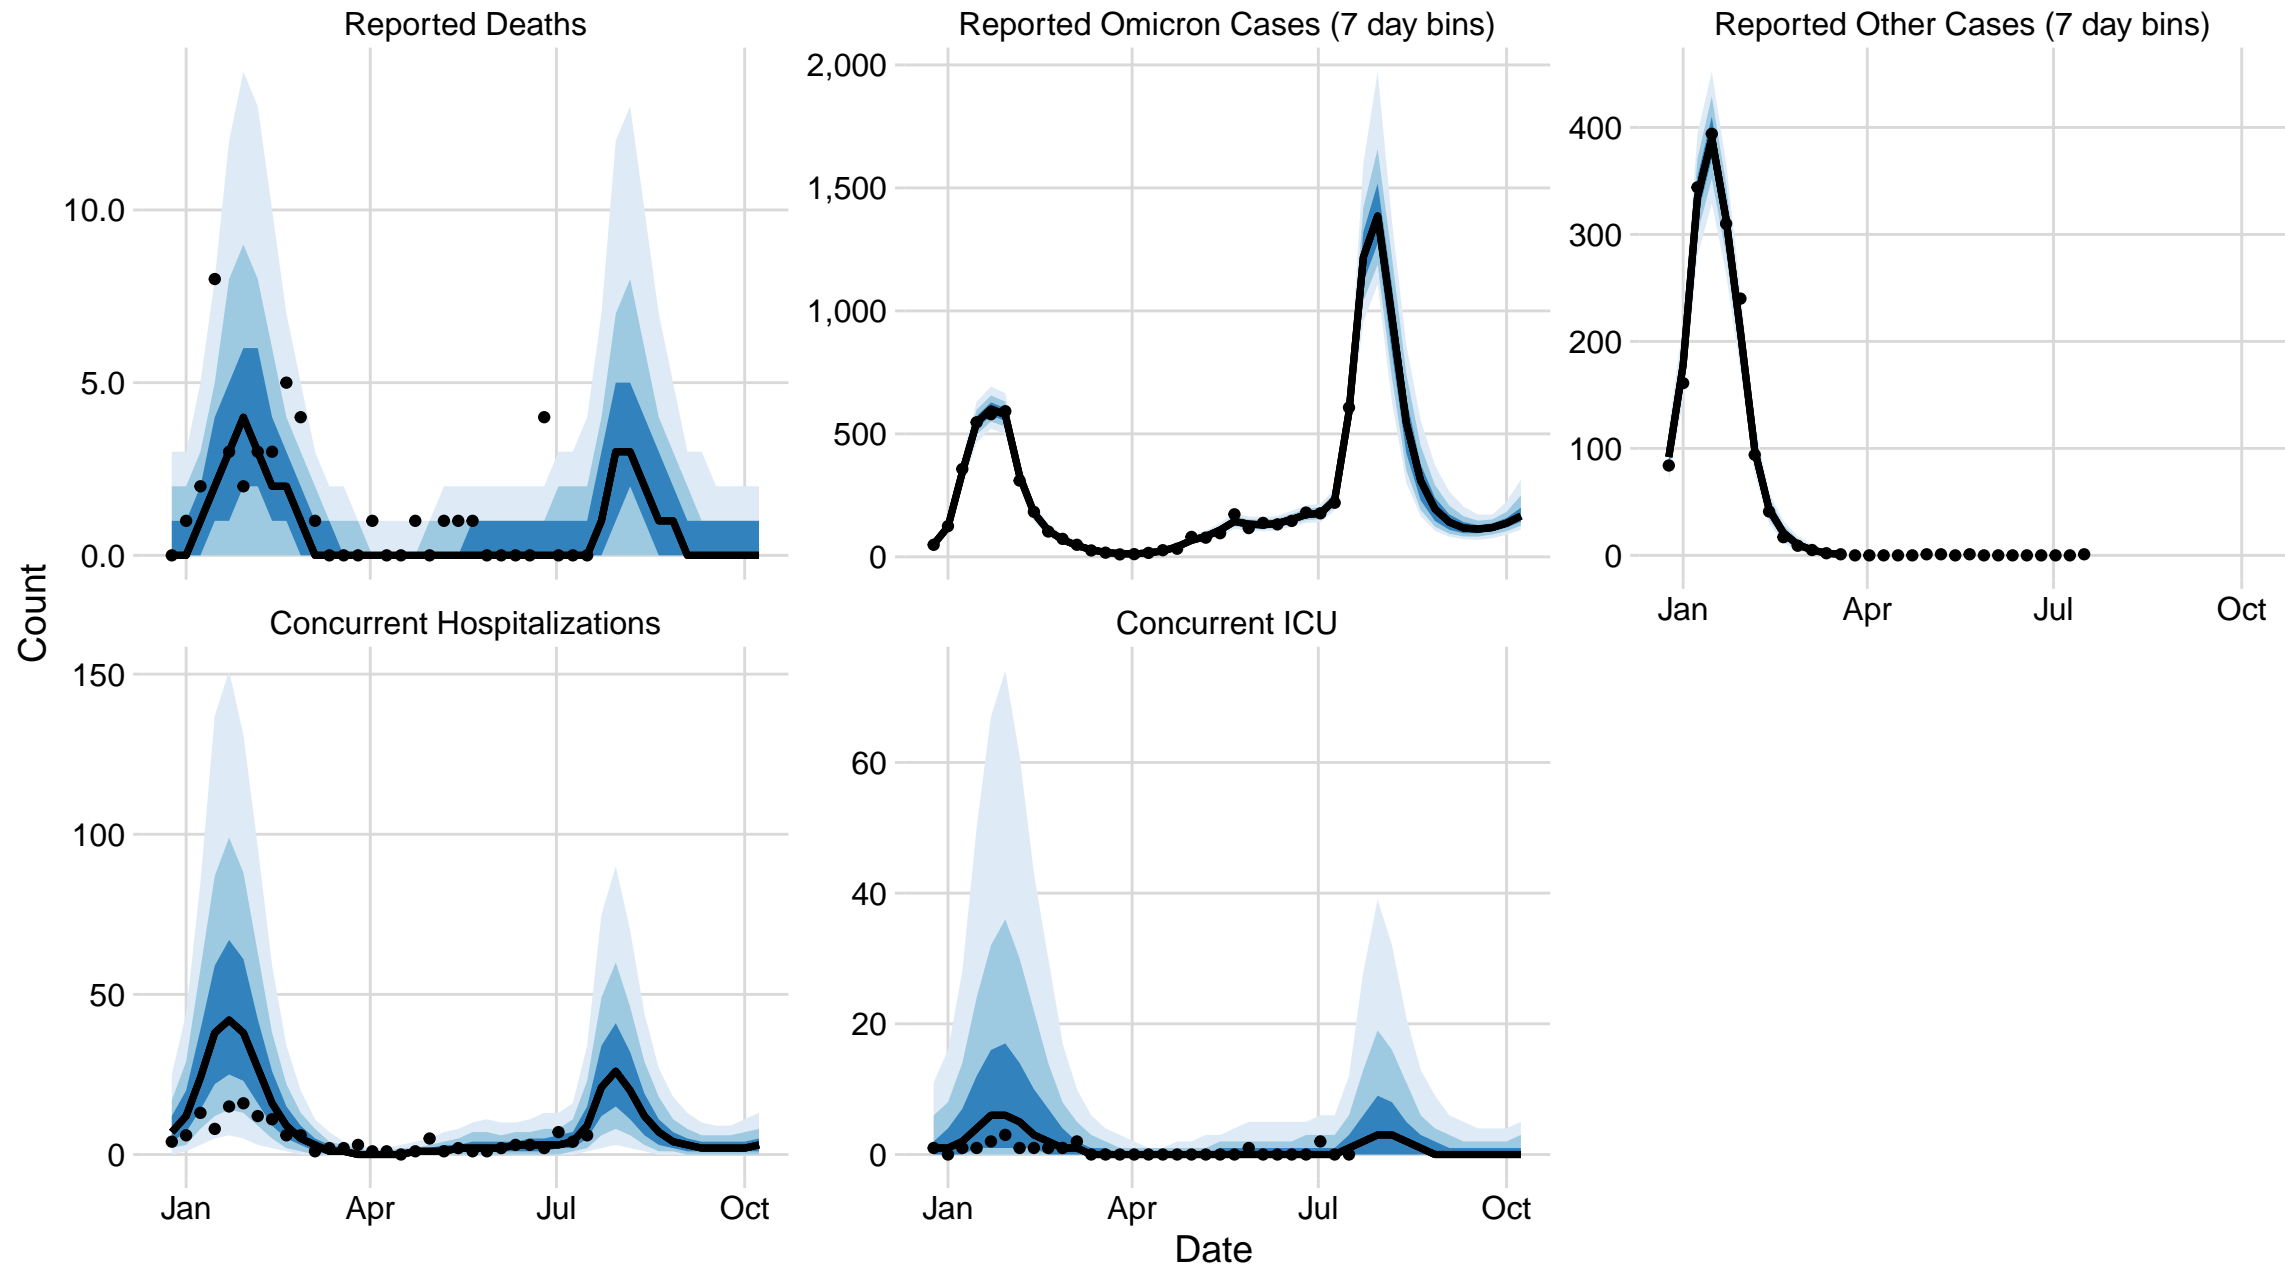 Reported Deaths
Reported Omicron Cases (7 day bins)
Reported Other Cases (7 day bins)
10.0
5.0
0.0
2,000
1,500
1,000
500
0
400
300
200
100
0
Jan Apr Jul Oct
Count
Concurrent Hospitalizations
Concurrent ICU
150
100
50
0
60
40
20
0
Jan Apr Jul Oct
Jan Apr Jul Oct
Date